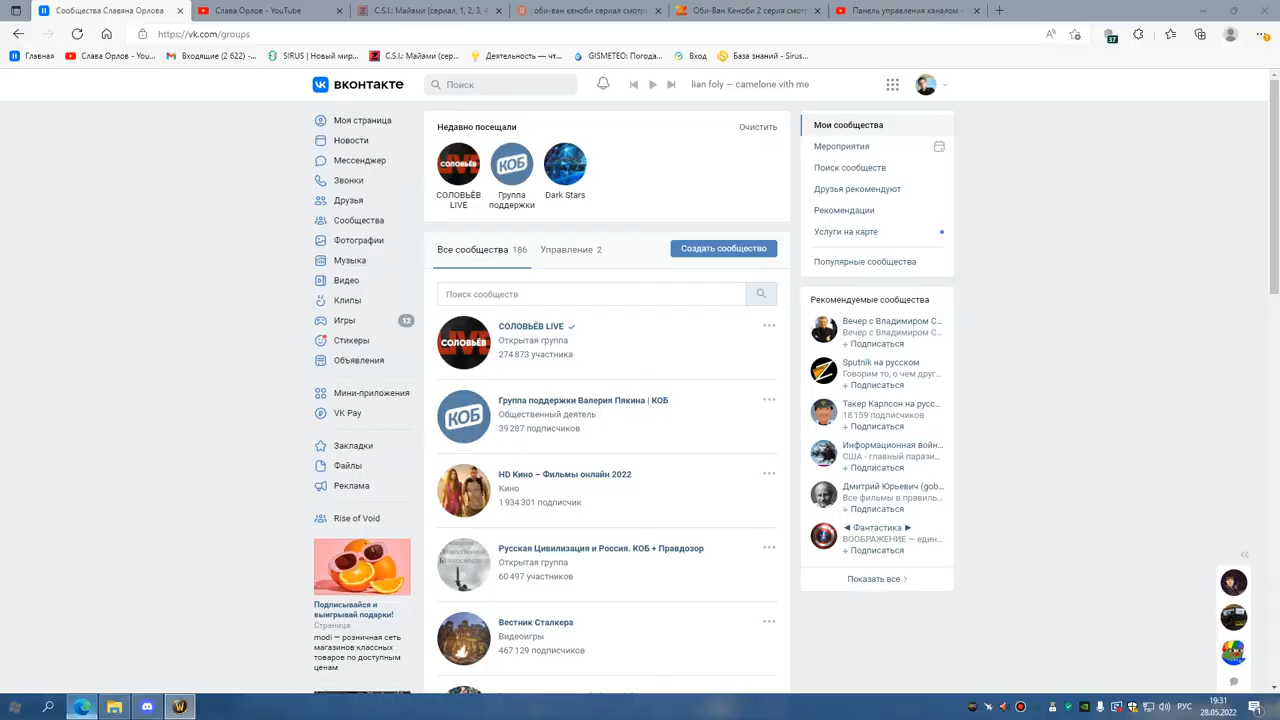 Сообщества Славяна Орлова
Слава Орлов - YouTube
C.S.I.: Майами (сериал, 1, 2, 3, 4
оби-ван кеноби сериал смотр
Оби-Ван Кеноби 2 серия смот
Панель управления каналом -
https://vk.com/groups
37
Главная
Слава Орлов - You...
Входящие (2 622) -...
SIRUS | Новый мир...
C.S.I.: Майами (сер...
Деятельность — чт...
GISMETEO: Погода...
Вход
База знаний - Sirus...
вконтакте
Поиск
lian foly — camelone vith me
Моя страница
Новости
Мессенджер
Звонки
Друзья
Сообщества
Фотографии
Музыка
Видео
Клипы
Игры
12
Стикеры
Объявления
Мини-приложения
VK Pay
Закладки
Файлы
Реклама
Rise of Void
Подписывайся и
выигрывай подарки!
Страница
modi — розничная сеть
магазинов классных
товаров по доступным
ценам
Недавно посещали
Очистить
СОЛОВЬЁВ
LIVE
Группа
поддержки
Dark Stars
КОБ
Все сообщества 186
Управление 2
Создать сообщество
Поиск сообществ
СОЛОВЬЁВ LIVE
Открытая группа
274 873 участника
КОБ
Группа поддержки Валерия Пякина | КОБ
Общественный деятель
39 287 подписчиков
HD Кино – Фильмы онлайн 2022
Кино
1 934 301 подписчик
Русская Цивилизация и Россия. КОБ + Правдозор
Открытая группа
60 497 участников
Вестник Сталкера
Видеоигры
467 129 подписчиков
Мои сообщества
Мероприятия
Поиск сообществ
Друзья рекомендуют
Рекомендации
Услуги на карте
Популярные сообщества
Рекомендуемые сообщества
Вечер с Владимиром С...
Вечер с Владимиром С...
+ Подписаться
Sputnik на русском
Говорим то, о чем друг...
+ Подписаться
Такер Карлсон на русс...
18 159 подписчиков
+ Подписаться
Информационная войн...
США - главный парази...
+ Подписаться
Дмитрий Юрьевич (gob...
Все фильмы в правиль...
+ Подписаться
◄ Фантастика ►
ВООБРАЖЕНИЕ — един...
+ Подписаться
Показать все
РУС
19:31
28.05.2022